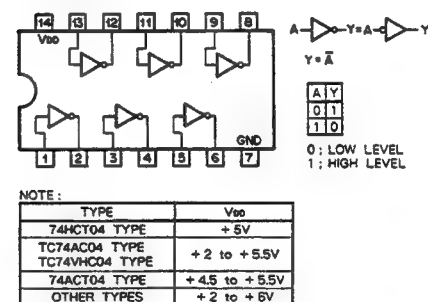 14 13 12 11 10 9 8
VDD
GND
1 2 3 4 5 6 7
A Y=A Y
Y=A̅
A Y
0 1
1 0
0 ; LOW LEVEL
1 ; HIGH LEVEL
NOTE :
TYPE VDD
74HCT04 TYPE +5V
TC74AC04 TYPE
TC74VHC04 TYPE +2 to +5.5V
74ACT04 TYPE +4.5 to +5.5V
OTHER TYPES +2 to +6V